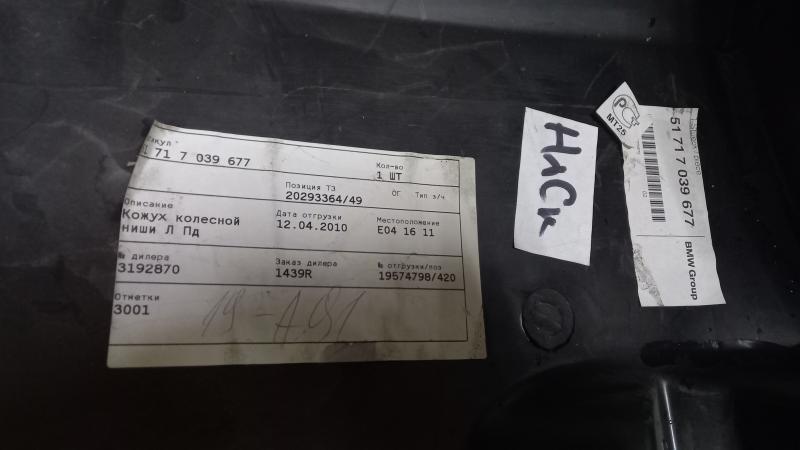 71 7 039 677
Кол-во
1 ШТ
Позиция ТЗ
20293364/49
ОГ
Тип з/ч
Описание
Кожух колесной
ниши Л Пд
Дата отгрузки
12.04.2010
Местоположение
E04 16 11
№ дилера
3192870
Заказ дилера
1439R
№ отгрузки/поз
19574798/420
Отметки
3001
НиСк
МТ25
51 71 7 039 677
02
BMW Group